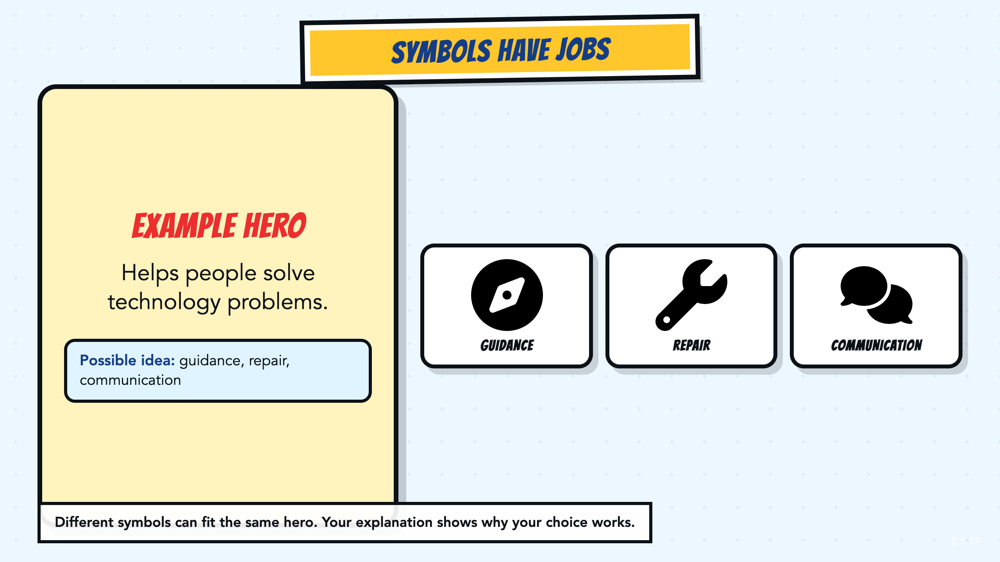 SYMBOLS HAVE JOBS
EXAMPLE HERO
Helps people solve
technology problems.
Possible idea: guidance, repair,
communication
GUIDANCE
REPAIR
COMMUNICATION
Different symbols can fit the same hero. Your explanation shows why your choice works.
8 / 19